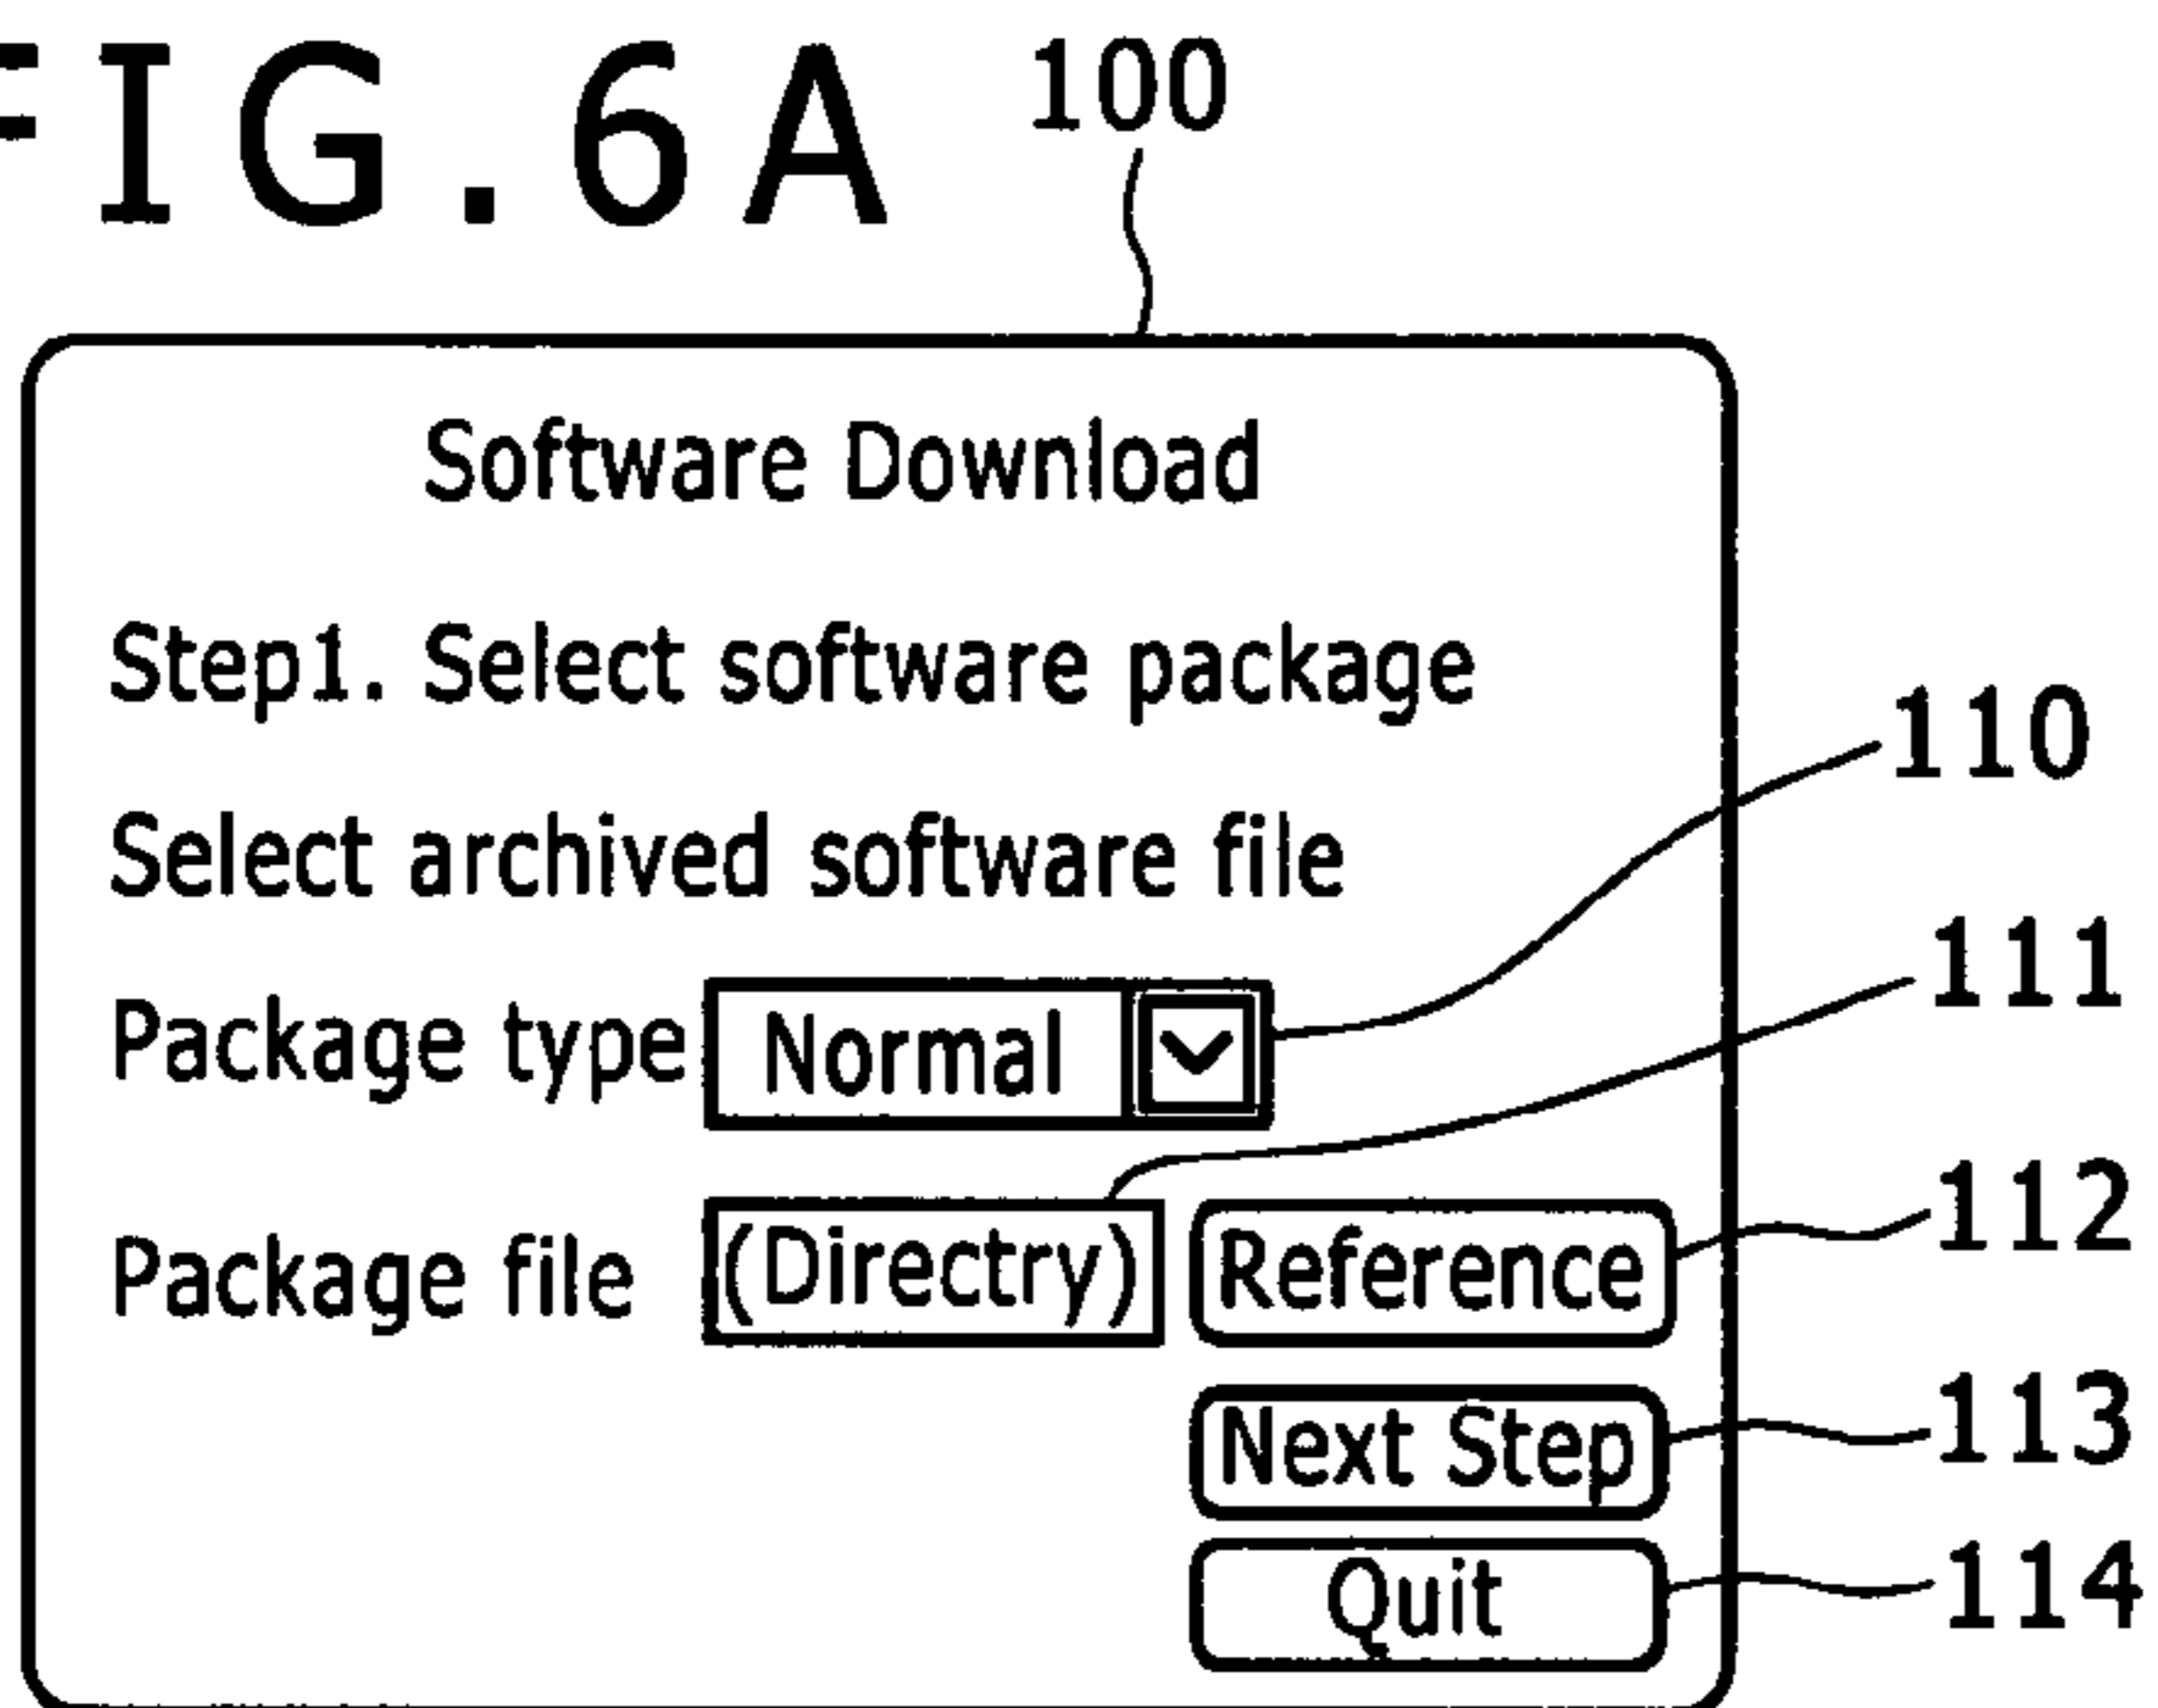 FIG.6A
100
Software Download
Step1. Select software package
110
Select archived software file
111
Package type Normal
112
Package file (Directry) Reference
113
Next Step
114
Quit